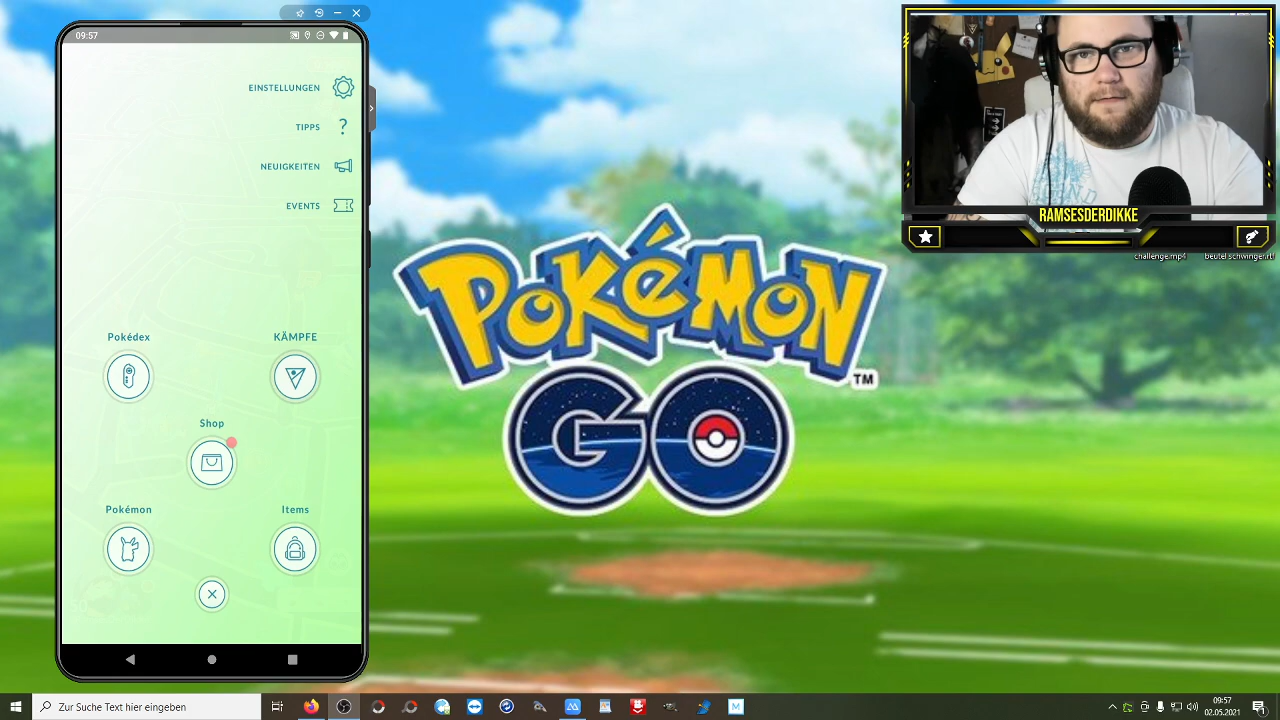 09:57
EINSTELLUNGEN
TIPPS
NEUIGKEITEN
EVENTS
Pokédex
KÄMPFE
Shop
Pokémon
Items
POKÉMON
TM
GO
RAMSESDERDIKKE
challenge.mp4
beutel schwinger.rtf
Zur Suche Text hier eingeben
09:57
02.05.2021